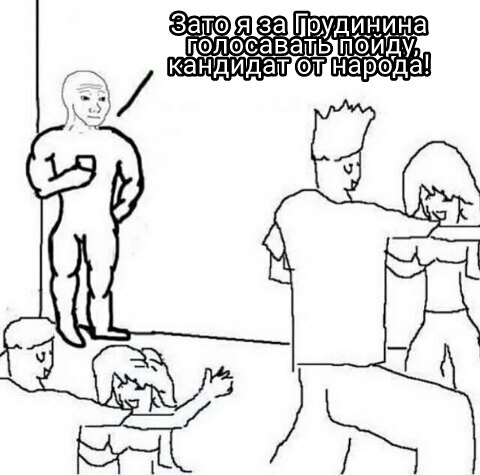 Зато я за Грудинина
голосавать пойду,
кандидат от народа!